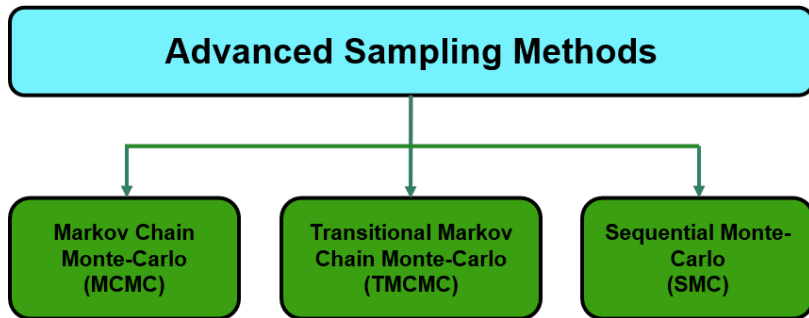 Advanced Sampling Methods
Markov Chain
Monte-Carlo
(MCMC)
Transitional Markov
Chain Monte-Carlo
(TMCMC)
Sequential Monte-
Carlo
(SMC)